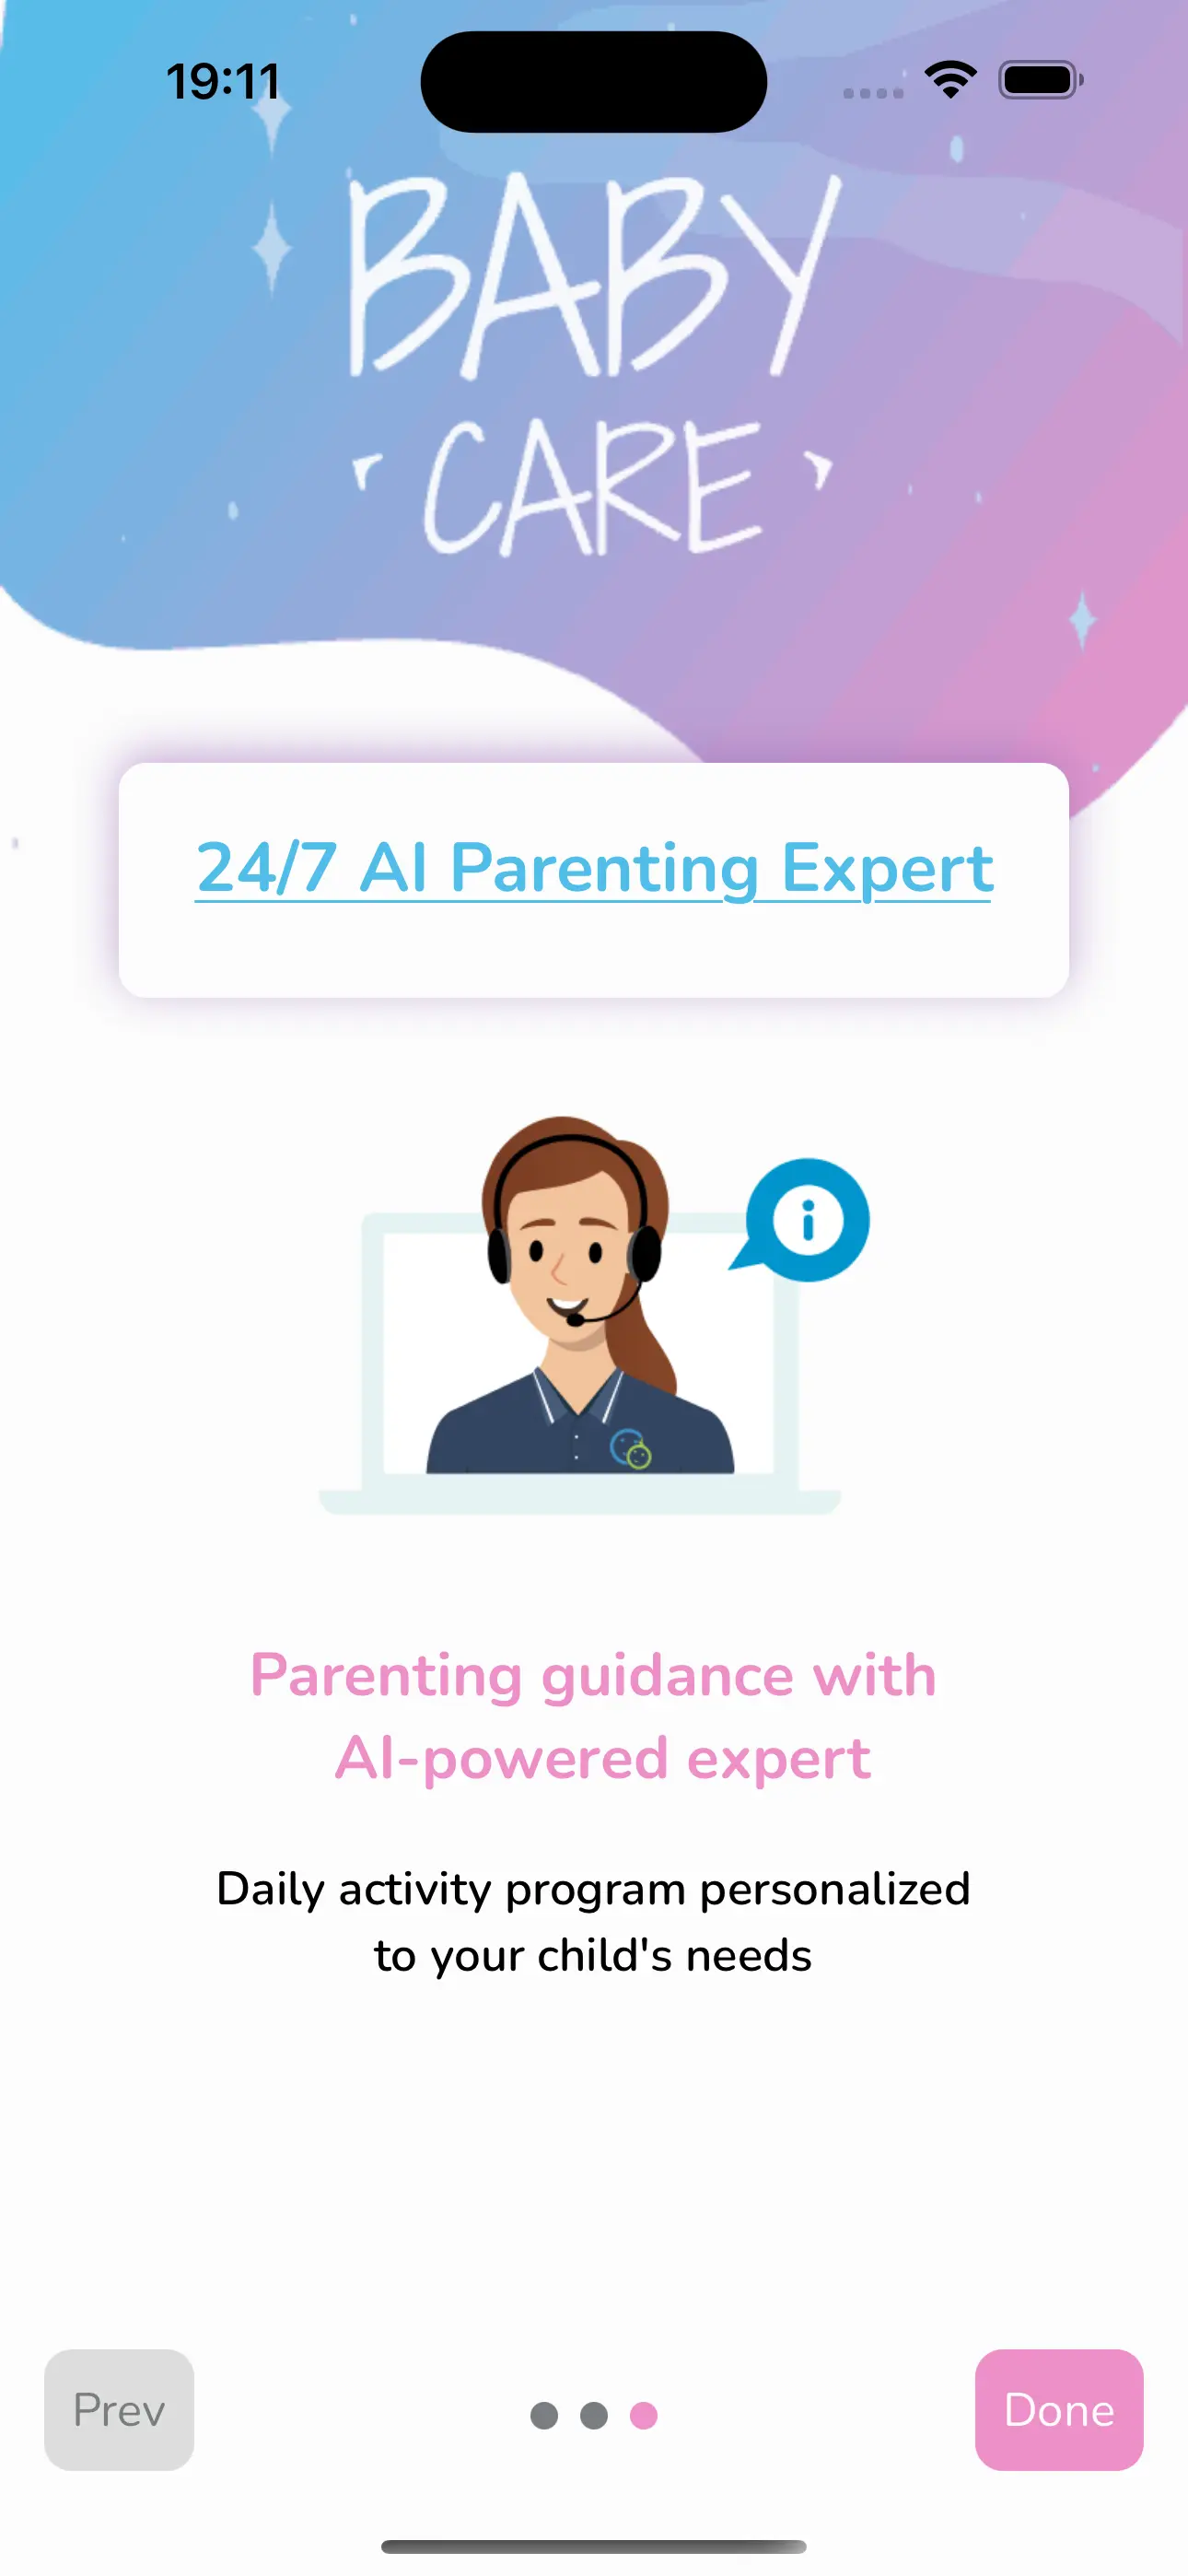 19:11
BABY
CARE
24/7 AI Parenting Expert
Parenting guidance with
AI-powered expert
Daily activity program personalized
to your child's needs
Prev
Done